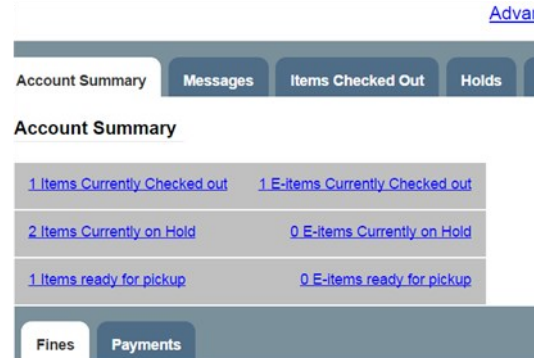 Account Summary Messages Items Checked Out Holds
Account Summary
1 Items Currently Checked out 1 E-items Currently Checked out
2 Items Currently on Hold 0 E-items Currently on Hold
1 Items ready for pickup 0 E-items ready for pickup
Fines Payments